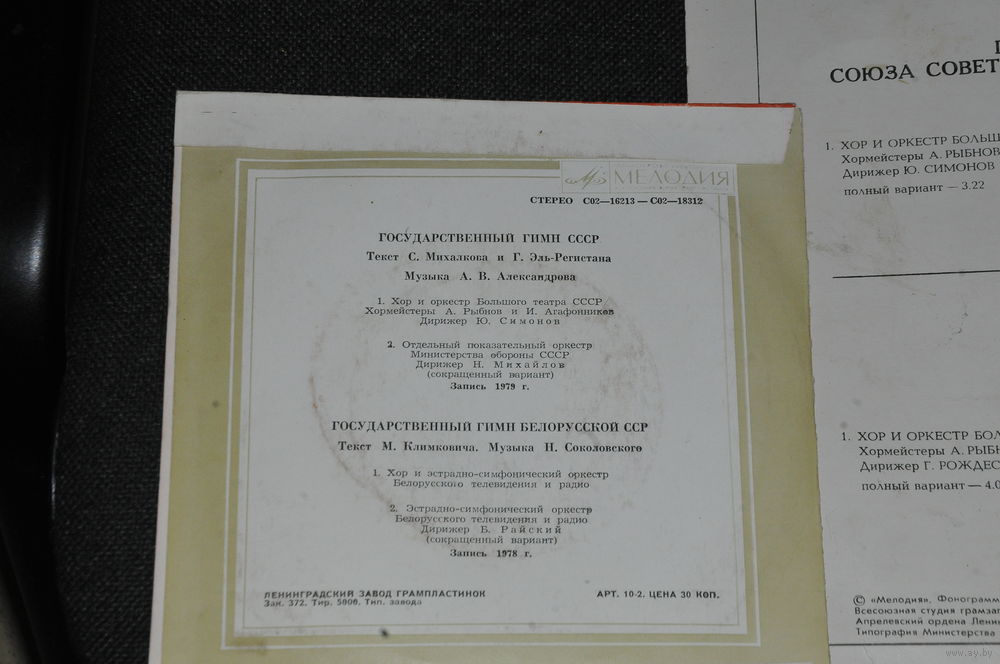 МЕЛОДИЯ
СТЕРЕО С02—16213 — С02—18312
ГОСУДАРСТВЕННЫЙ ГИМН СССР
Текст С. Михалкова и Г. Эль-Регистана
Музыка А. В. Александрова
1. Хор и оркестр Большого театра СССР
Хормейстеры А. Рыбнов и И. Агафонников
Дирижер Ю. Симонов
2. Отдельный показательный оркестр
Министерства обороны СССР
Дирижер Н. Михайлов
(сокращенный вариант)
Запись 1979 г.
ГОСУДАРСТВЕННЫЙ ГИМН БЕЛОРУССКОЙ ССР
Текст М. Климковича. Музыка Н. Соколовского
1. Хор и эстрадно-симфонический оркестр
Белорусского телевидения и радио
2. Эстрадно-симфонический оркестр
Белорусского телевидения и радио
Дирижер Б. Райский
(сокращенный вариант)
Запись 1978 г.
ЛЕНИНГРАДСКИЙ ЗАВОД ГРАМПЛАСТИНОК
Зак. 372. Тир. 5000. Тип. завода
АРТ. 10-2. ЦЕНА 30 КОП.
СОЮЗА СОВЕТ
1. ХОР И ОРКЕСТР БОЛЬШ
Хормейстеры А. РЫБНОВ
Дирижер Ю. СИМОНОВ
полный вариант — 3.22
1. ХОР И ОРКЕСТР БОЛ
Хормейстеры А. РЫБН
Дирижер Г. РОЖДЕС
полный вариант — 4.0
© «Мелодия», Фонограмм
Всесоюзная студия грамзап
Апрелевский ордена Лени
Типография Министерства
www.ay.by